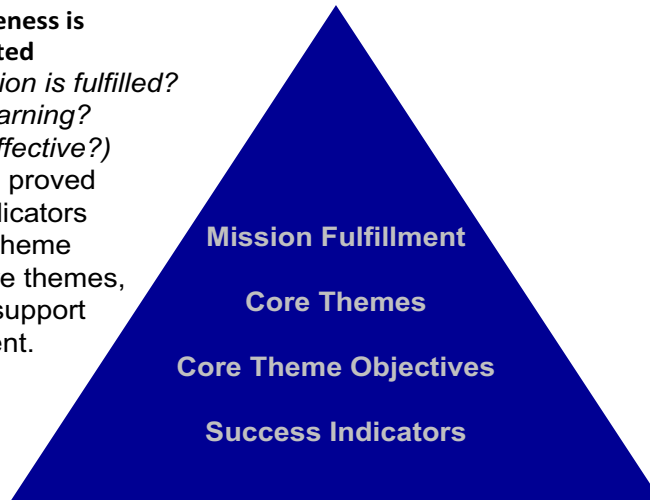 eness is
ted
ion is fulfilled?
arning?
ffective?)
proved
dicators
heme
e themes,
support
ent.
Mission Fulfillment
Core Themes
Core Theme Objectives
Success Indicators